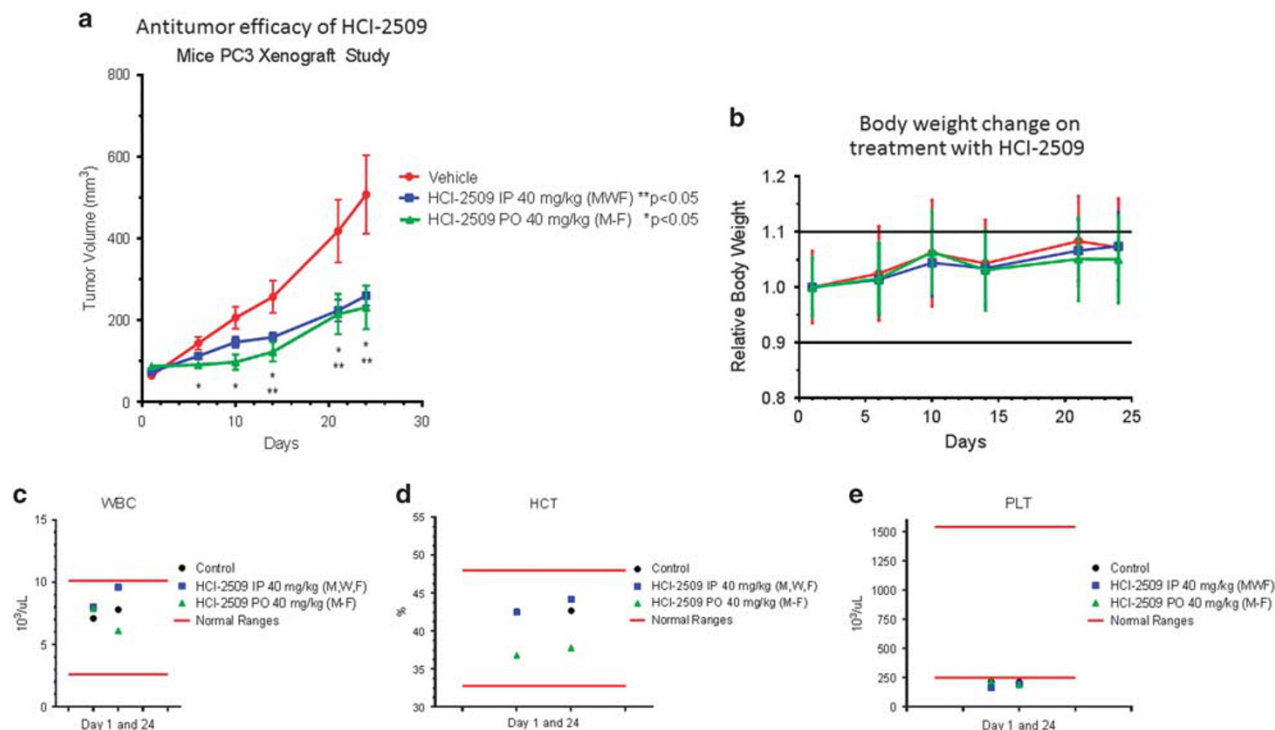 a
Antitumor efficacy of HCI-2509
Mice PC3 Xenograft Study
800
600
400
200
0
Tumor Volume (mm³)
0 10 20 30
Days
Vehicle
HCI-2509 IP 40 mg/kg (MWF) **p<0.05
HCI-2509 PO 40 mg/kg (M-F) *p<0.05
* * * ** * ** * **
b
Body weight change on
treatment with HCI-2509
1.2
1.1
1.0
0.9
0.8
Relative Body Weight
0 5 10 15 20 25
Days
c
WBC
15
10
5
0
10^3/uL
Day 1 and 24
Control
HCI-2509 IP 40 mg/kg (M,W,F)
HCI-2509 PO 40 mg/kg (M-F)
Normal Ranges
d
HCT
55
50
45
40
35
30
%
Day 1 and 24
Control
HCI-2509 IP 40 mg/kg (M,W,F)
HCI-2509 PO 40 mg/kg (M-F)
Normal Ranges
e
PLT
1500
1250
1000
750
500
250
0
10^3/uL
Day 1 and 24
Control
HCI-2509 IP 40 mg/kg (MWF)
HCI-2509 PO 40 mg/kg (M-F)
Normal Ranges